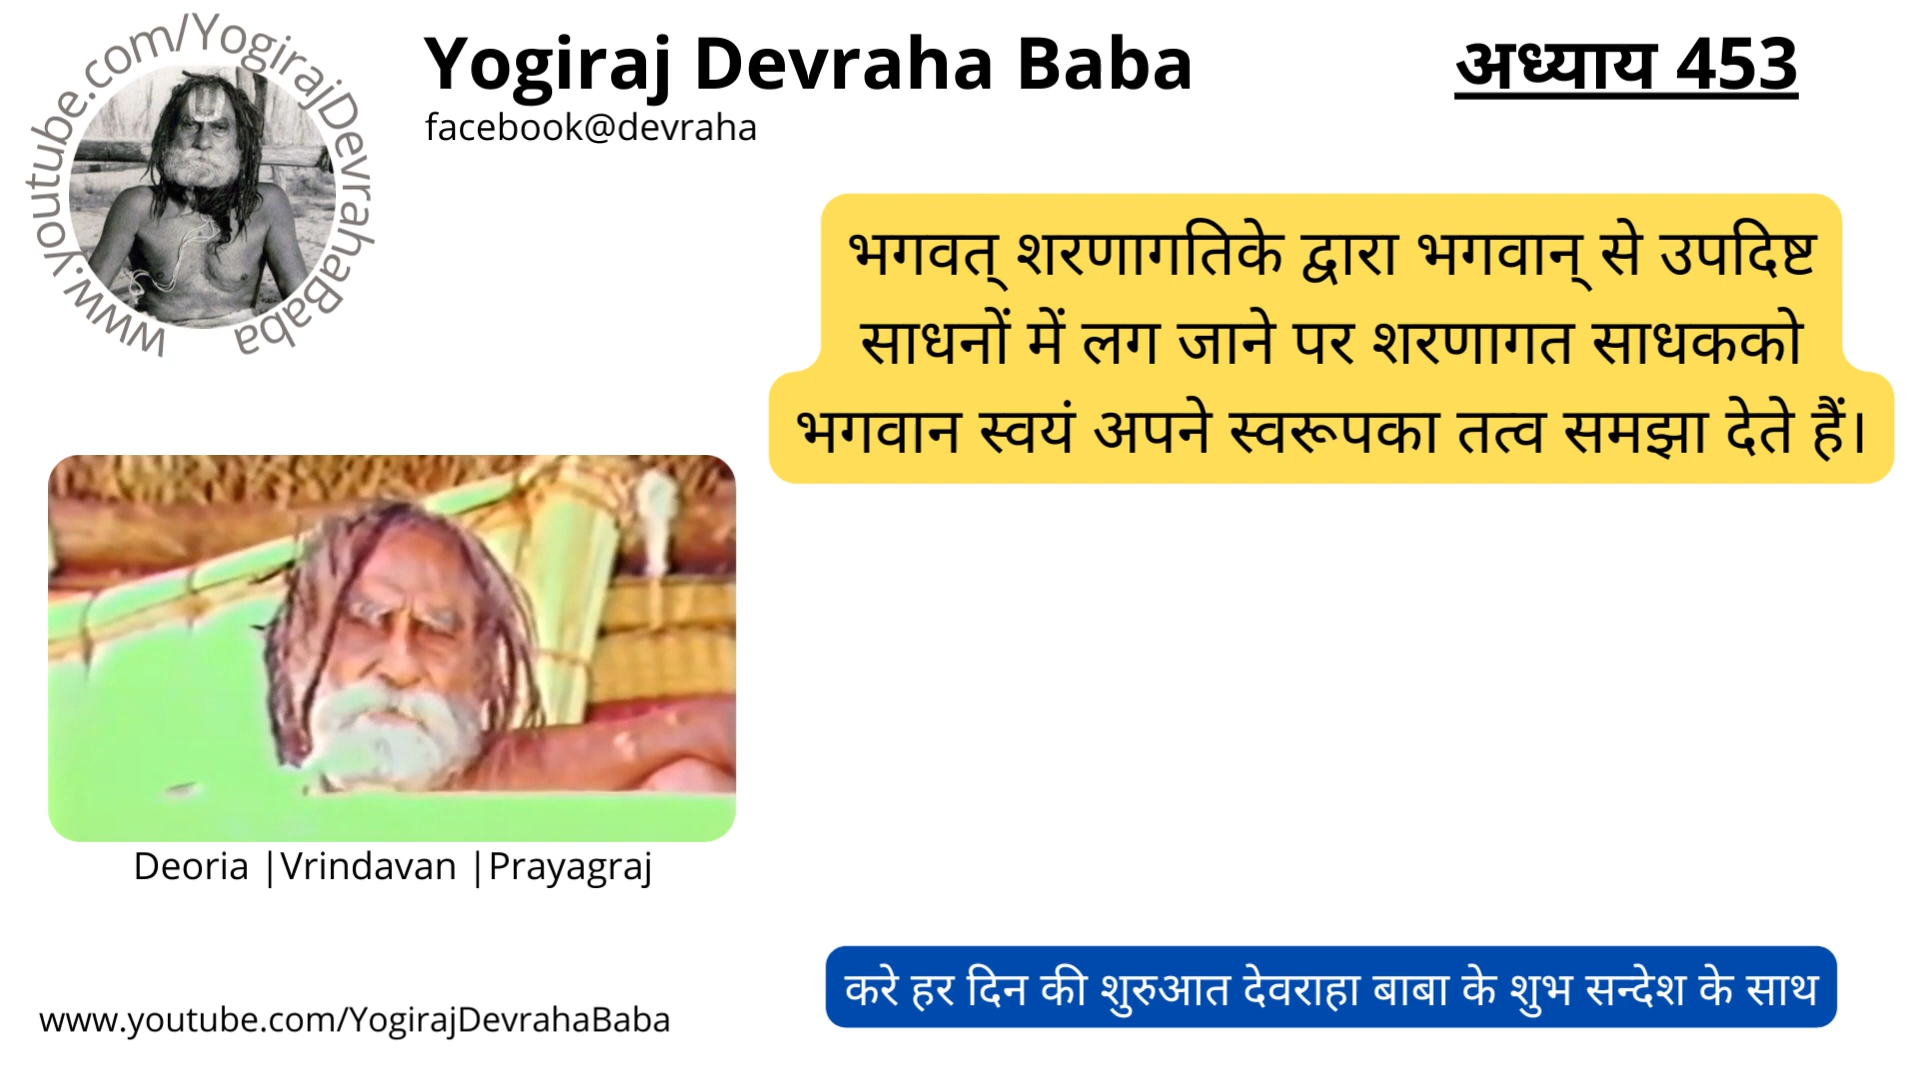 www.youtube.com/YogirajDevrahaBaba
Yogiraj Devraha Baba
facebook@devraha
अध्याय 453
भगवत् शरणागतिके द्वारा भगवान् से उपदिष्ट
साधनों में लग जाने पर शरणागत साधकको
भगवान स्वयं अपने स्वरूपका तत्व समझा देते हैं।
Deoria |Vrindavan |Prayagraj
www.youtube.com/YogirajDevrahaBaba
करे हर दिन की शुरुआत देवराहा बाबा के शुभ सन्देश के साथ